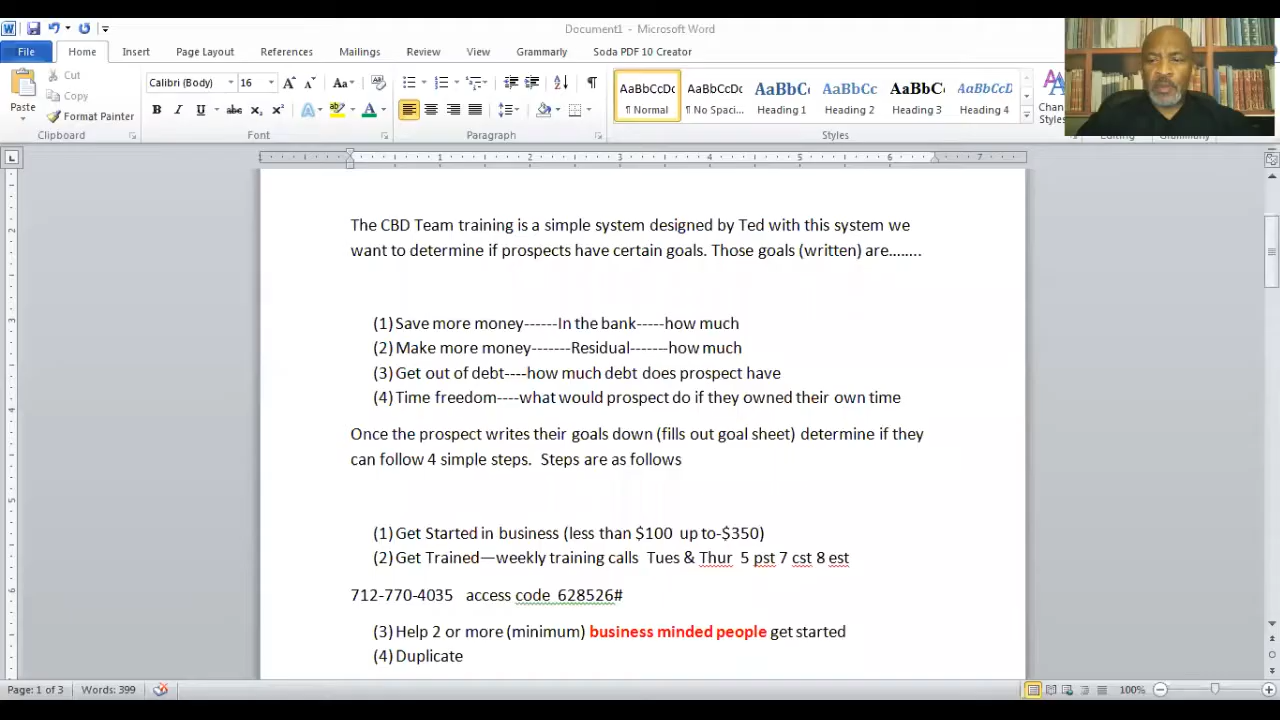 Document1 - Microsoft Word
File Home Insert Page Layout References Mailings Review View Grammarly Soda PDF 10 Creator
Paste
Cut
Copy
Format Painter
Calibri (Body) 16
AaBbCcDc AaBbCcDc AaBbC AaBbCc AaBbC AaBbCcD
¶ Normal ¶ No Spaci... Heading 1 Heading 2 Heading 3 Heading 4
Styles
Clipboard Font Paragraph Styles Editing Grammarly
The CBD Team training is a simple system designed by Ted with this system we
want to determine if prospects have certain goals. Those goals (written) are........
(1) Save more money------In the bank-----how much
(2) Make more money-------Residual-------how much
(3) Get out of debt----how much debt does prospect have
(4) Time freedom----what would prospect do if they owned their own time
Once the prospect writes their goals down (fills out goal sheet) determine if they
can follow 4 simple steps.  Steps are as follows
(1) Get Started in business (less than $100  up to-$350)
(2) Get Trained—weekly training calls  Tues & Thur  5 pst 7 cst 8 est
712-770-4035   access code  628526#
(3) Help 2 or more (minimum) business minded people get started
(4) Duplicate
Page: 1 of 3 Words: 399 100%